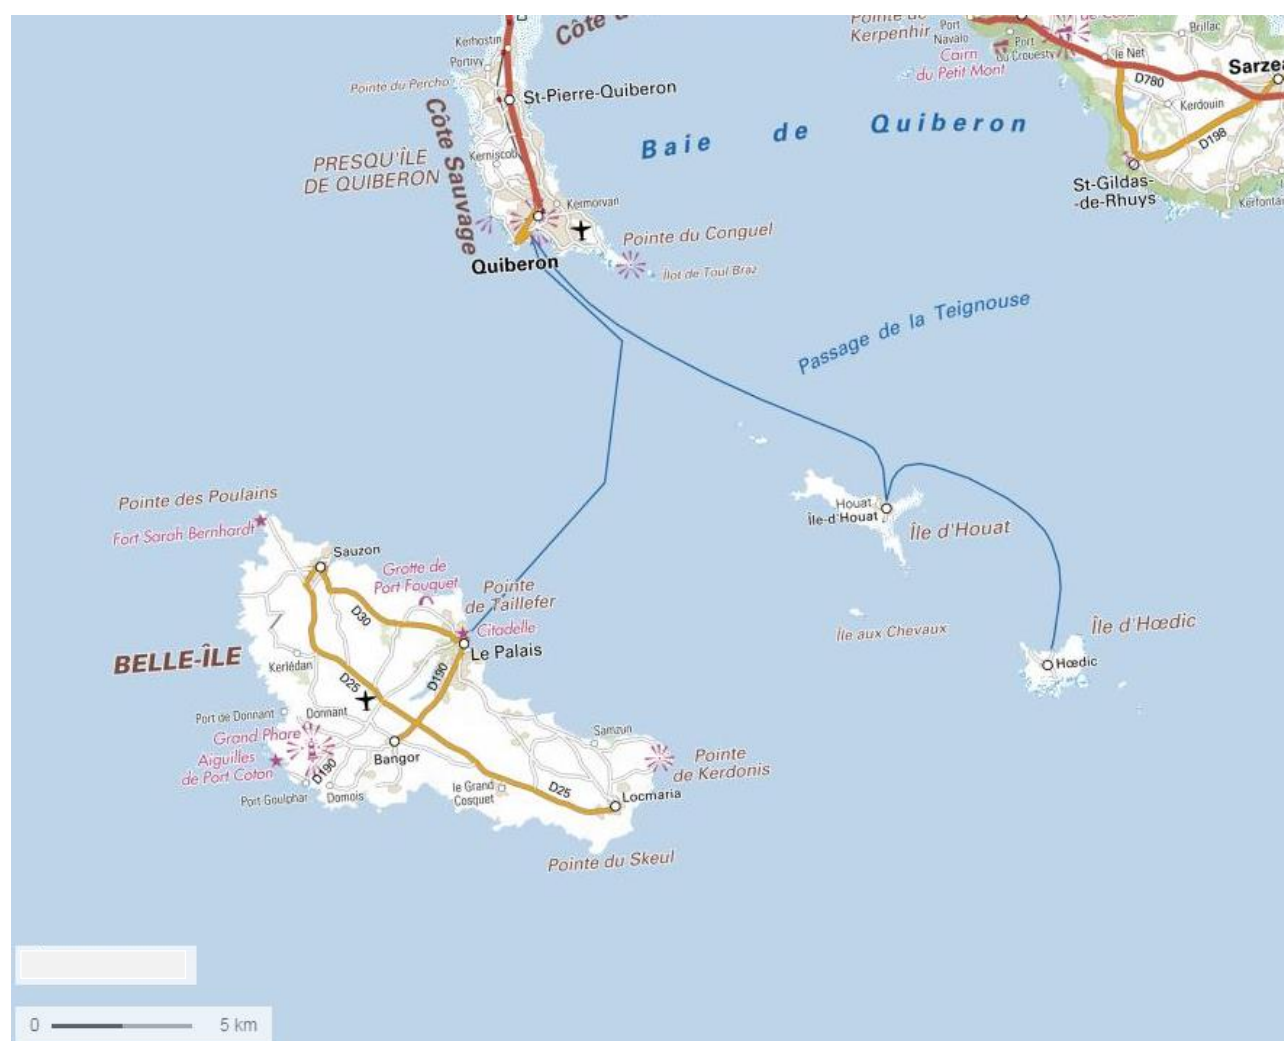 Côte
Pointe de
Kerpenhir
Port
Navalo
Port
du Crouesty
Cairn
du Petit Mont
le Net
Brillac
D780
Kerdouin
D198
St-Gildas-
-de-Rhuys
Kerhostin
Portivy
Pointe du Percho
St-Pierre-Quiberon
Côte Sauvage
PRESQU'ÎLE
DE QUIBERON
Kermorvan
Quiberon
Pointe du Conguel
Îlot de Toul Braz
Baie de Quiberon
Passage de la Teignouse
Pointe des Poulains
Fort Sarah Bernhardt
Sauzon
Grotte de
Port Fouquet
Pointe
de Taillefer
Citadelle
Le Palais
D30
D190
BELLE-ÎLE
Kerlédan
D25
Port de Donnant
Donnant
Grand Phare
Aiguilles
de Port Coton
D190
Port Goulphar
Domois
Bangor
le Grand
Cosquet
D25
Samzun
Locmaria
Pointe
de Kerdonis
Pointe du Skeul
Houat
Île-d'Houat
Île d'Houat
Île aux Chevaux
Île d'Hœdic
Hœdic
0 5 km